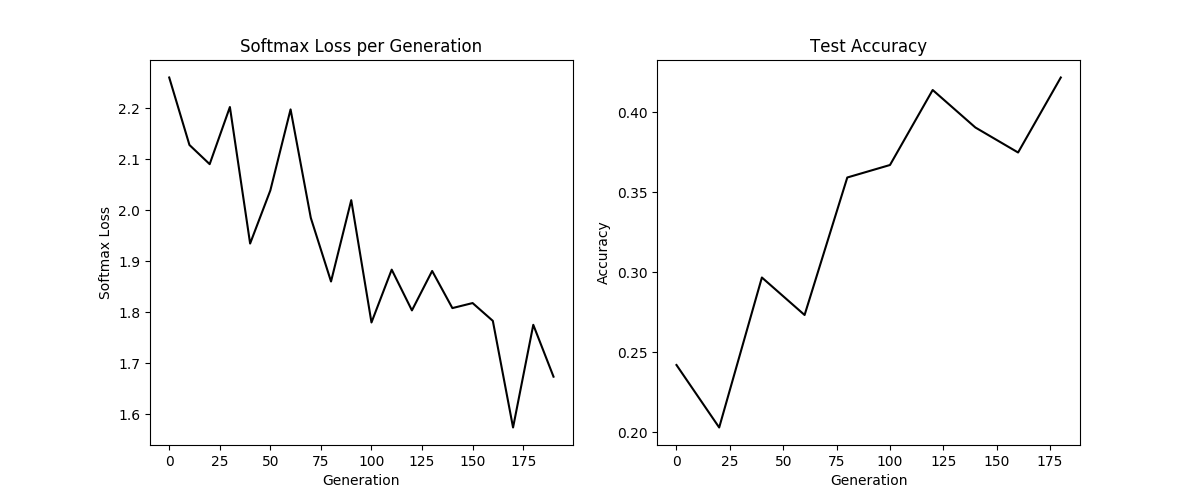 Softmax Loss per Generation
2.2
2.1
2.0
1.9
1.8
1.7
1.6
Softmax Loss
0 25 50 75 100 125 150 175
Generation
Test Accuracy
0.40
0.35
0.30
0.25
0.20
Accuracy
0 25 50 75 100 125 150 175
Generation